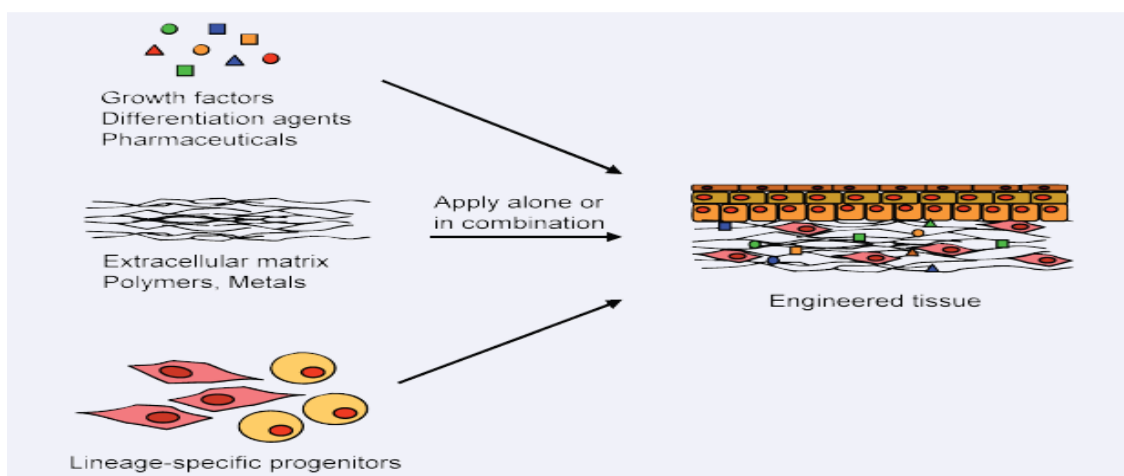 Growth factors
Differentiation agents
Pharmaceuticals
Apply alone or
in combination
Extracellular matrix
Polymers, Metals
Engineered tissue
Lineage-specific progenitors